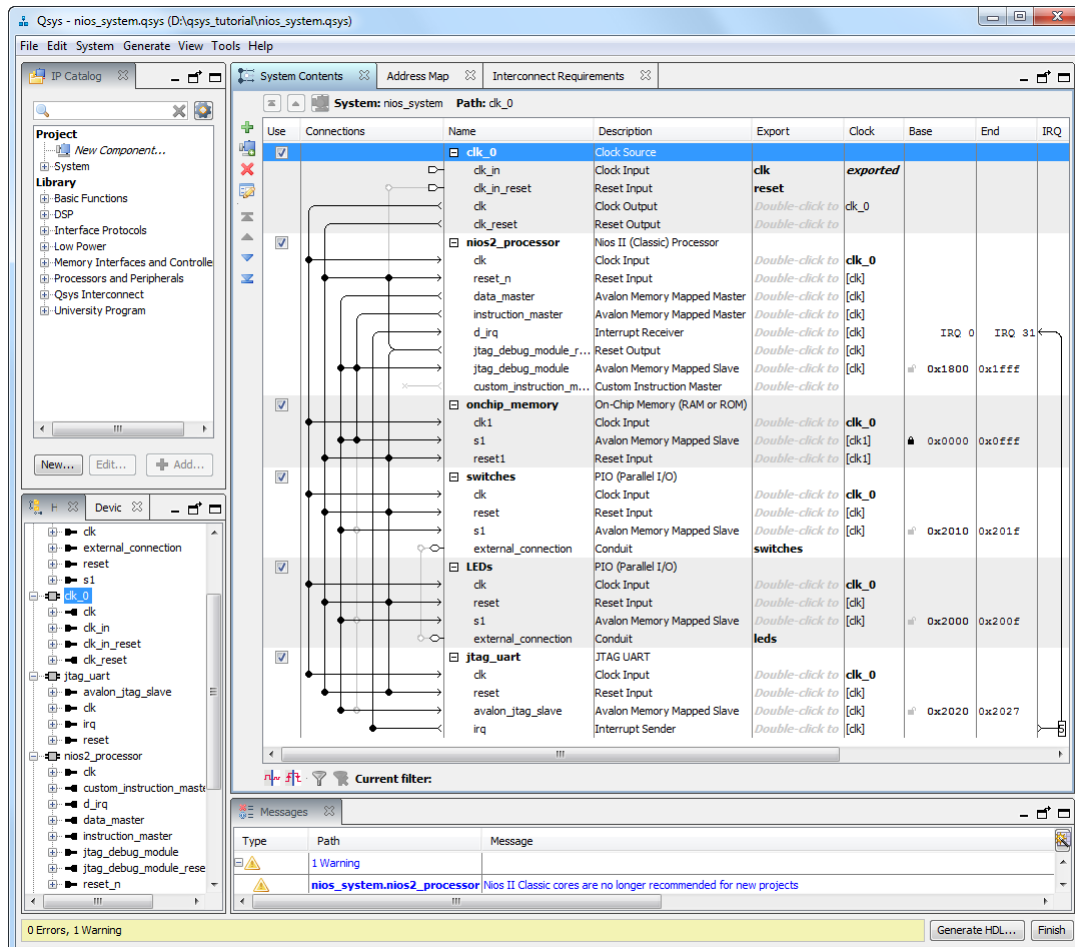 Qsys - nios_system.qsys (D:\qsys_tutorial\nios_system.qsys)
File Edit System Generate View Tools Help
IP Catalog
Project
New Component...
System
Library
Basic Functions
DSP
Interface Protocols
Low Power
Memory Interfaces and Controlle
Processors and Peripherals
Qsys Interconnect
University Program
New... Edit... Add...
H Devic
clk
external_connection
reset
s1
clk_0
clk
clk_in
clk_in_reset
clk_reset
jtag_uart
avalon_jtag_slave
clk
irq
reset
nios2_processor
clk
custom_instruction_maste
d_irq
data_master
instruction_master
jtag_debug_module
jtag_debug_module_rese
reset_n
System Contents Address Map Interconnect Requirements
System: nios_system Path: clk_0
Use Connections Name Description Export Clock Base End IRQ
clk_0 Clock Source
clk_in Clock Input clk exported
clk_in_reset Reset Input reset
clk Clock Output Double-click to clk_0
clk_reset Reset Output Double-click to
nios2_processor Nios II (Classic) Processor
clk Clock Input Double-click to clk_0
reset_n Reset Input Double-click to [clk]
data_master Avalon Memory Mapped Master Double-click to [clk]
instruction_master Avalon Memory Mapped Master Double-click to [clk]
d_irq Interrupt Receiver Double-click to [clk] IRQ 0 IRQ 31
jtag_debug_module_r... Reset Output Double-click to [clk]
jtag_debug_module Avalon Memory Mapped Slave Double-click to [clk] 0x1800 0x1fff
custom_instruction_m... Custom Instruction Master Double-click to
onchip_memory On-Chip Memory (RAM or ROM)
clk1 Clock Input Double-click to clk_0
s1 Avalon Memory Mapped Slave Double-click to [clk1] 0x0000 0x0fff
reset1 Reset Input Double-click to [clk1]
switches PIO (Parallel I/O)
clk Clock Input Double-click to clk_0
reset Reset Input Double-click to [clk]
s1 Avalon Memory Mapped Slave Double-click to [clk] 0x2010 0x201f
external_connection Conduit switches
LEDs PIO (Parallel I/O)
clk Clock Input Double-click to clk_0
reset Reset Input Double-click to [clk]
s1 Avalon Memory Mapped Slave Double-click to [clk] 0x2000 0x200f
external_connection Conduit leds
jtag_uart JTAG UART
clk Clock Input Double-click to clk_0
reset Reset Input Double-click to [clk]
avalon_jtag_slave Avalon Memory Mapped Slave Double-click to [clk] 0x2020 0x2027
irq Interrupt Sender Double-click to [clk] 5
Current filter:
Messages
Type Path Message
1 Warning
nios_system.nios2_processor Nios II Classic cores are no longer recommended for new projects
0 Errors, 1 Warning
Generate HDL... Finish